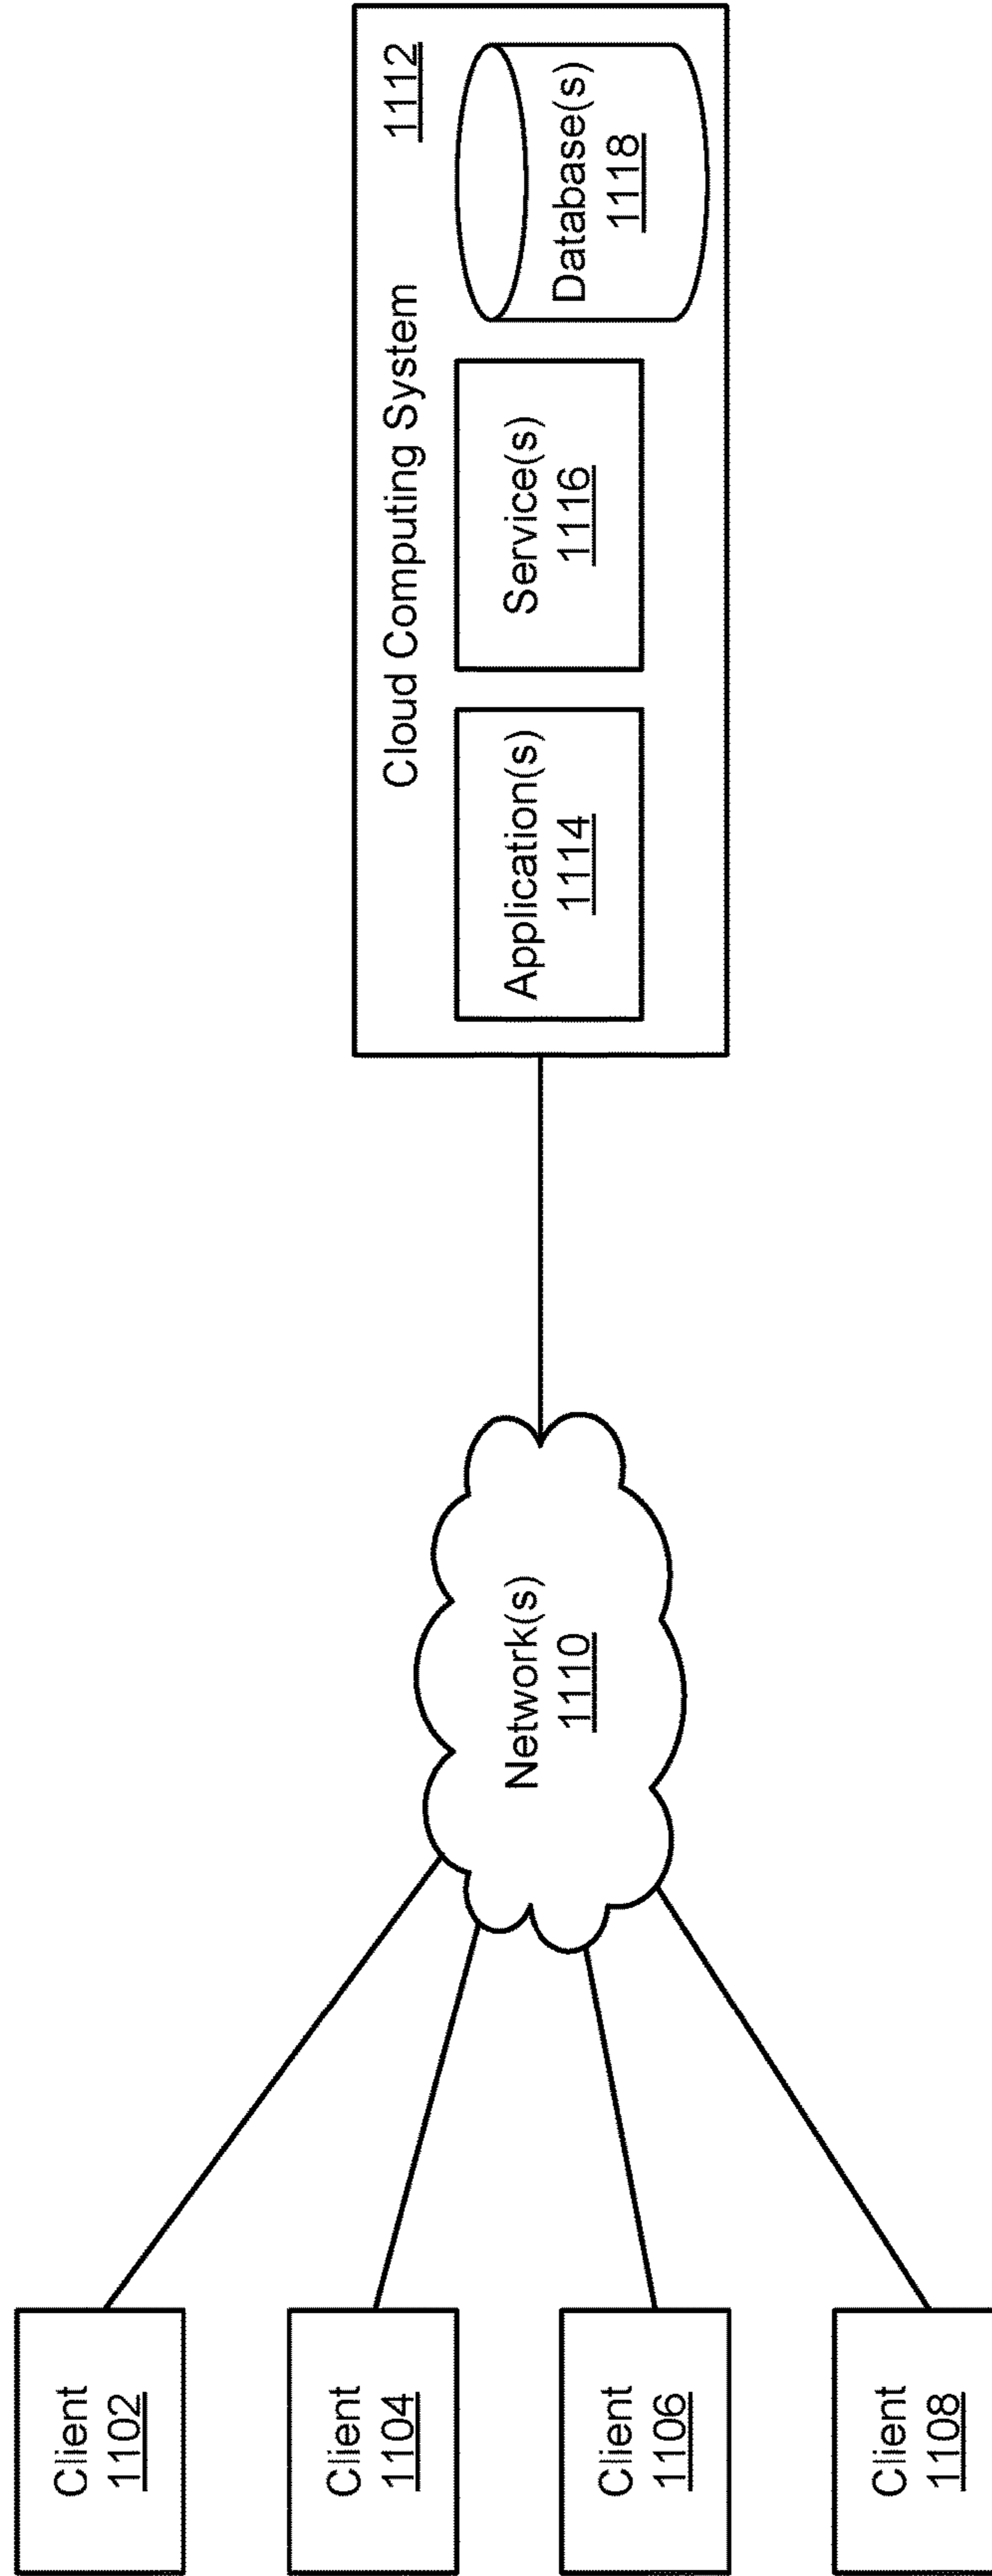 Client
1102
Client
1104
Client
1106
Client
1108
Network(s)
1110
Cloud Computing System
1112
Application(s)
1114
Service(s)
1116
Database(s)
1118